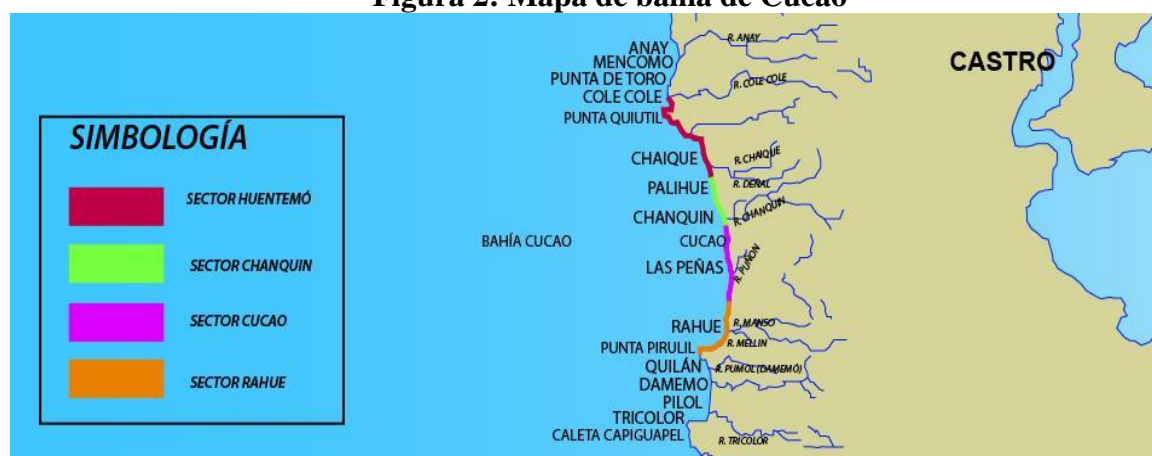 Figura 2: Mapa de bahía de Cucao
SIMBOLOGÍA
SECTOR HUENTEMÓ
SECTOR CHANQUIN
SECTOR CUCAO
SECTOR RAHUE
BAHÍA CUCAO
ANAY
MENCOMO
PUNTA DE TORO
COLE COLE
PUNTA QUIUTIL
CHAIQUE
PALIHUE
CHANQUIN
CUCAO
LAS PEÑAS
RAHUE
PUNTA PIRULIL
QUILÁN
DAMEMO
PILOL
TRICOLOR
CALETA CAPIGUAPEL
R. ANAY
R. COLE COLE
R. CHAIQUE
R. DEÑAL
R. CHANQUIN
R. PUÑON
R. MANSO
R. MELLIN
R. PUMOL (DAMEMÓ)
R. TRICOLOR
CASTRO